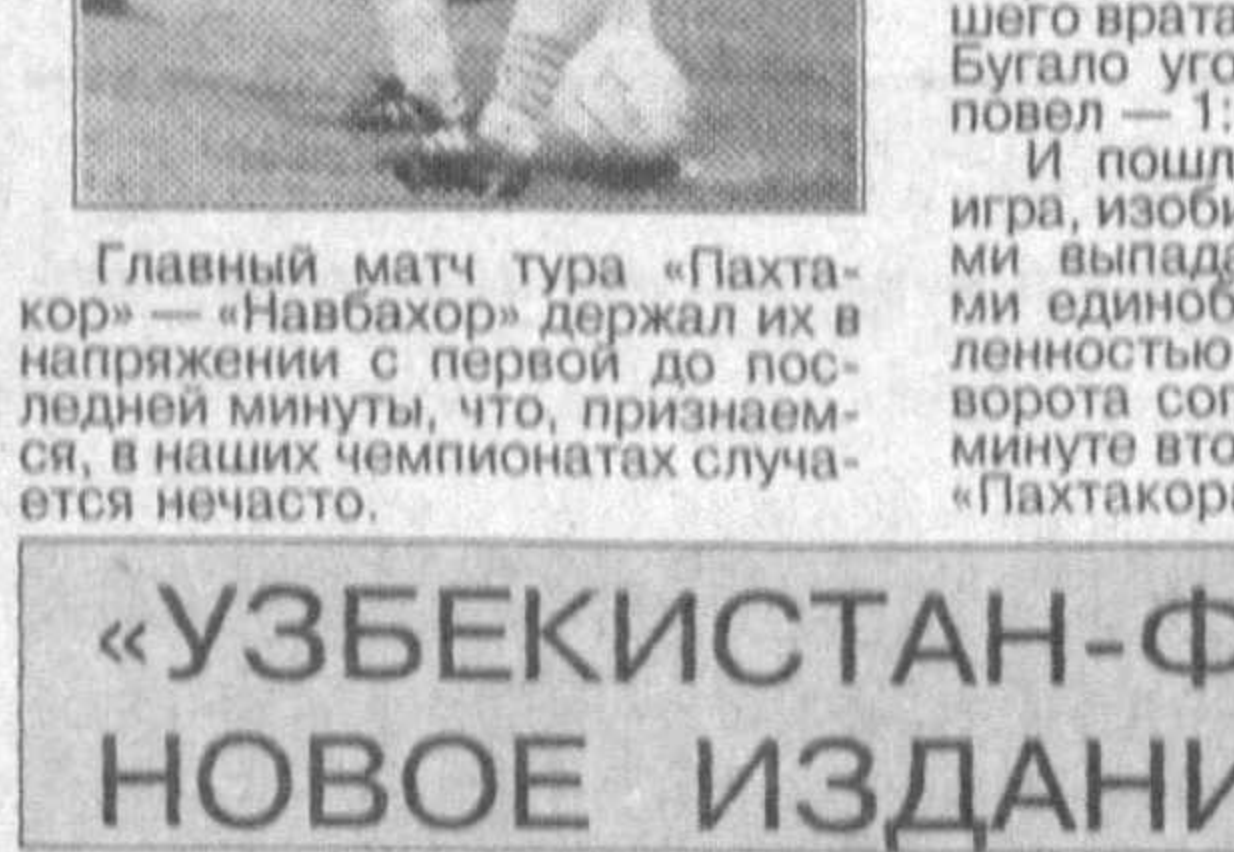 Главный матч тура «Пахта-
кор» — «Навбахор» держал их в
напряжении с первой до пос-
ледней минуты, что, признаем-
ся, в наших чемпионатах случа-
ется нечасто.
шего врата
Бугало уго
повел — 1:
И пошл
игра, изоби
ми выпада
ми единоб
ленностью
ворота соп
минуте вто
«Пахтакора
«УЗБЕКИСТАН-Ф
НОВОЕ ИЗДАНИ